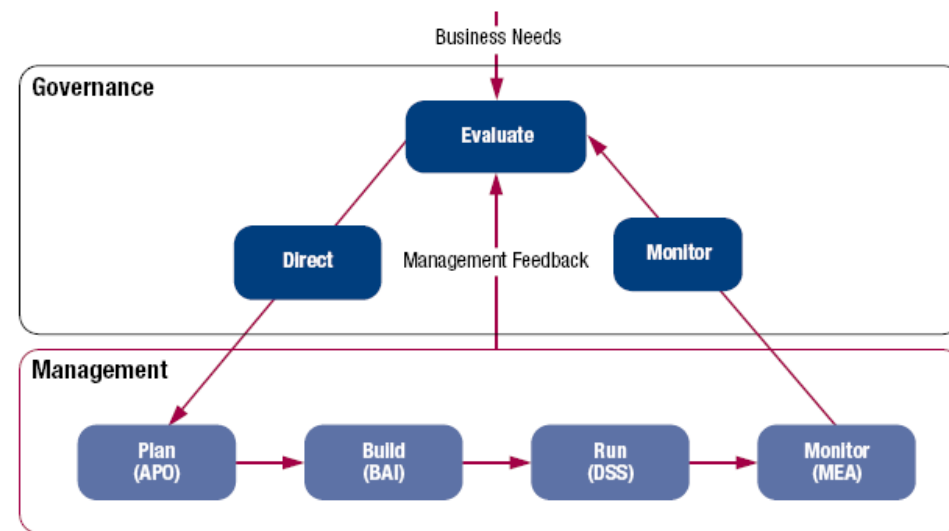 Business Needs
Governance
Evaluate
Direct
Management Feedback
Monitor
Management
Plan
(APO)
Build
(BAI)
Run
(DSS)
Monitor
(MEA)